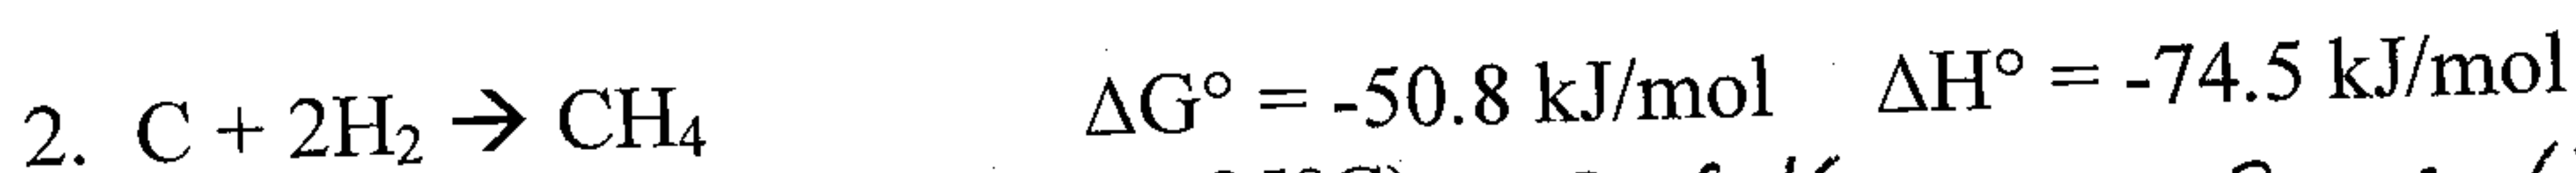 2. C + 2H₂ → CH₄ ΔG° = -50.8 kJ/mol ΔH° = -74.5 kJ/mol